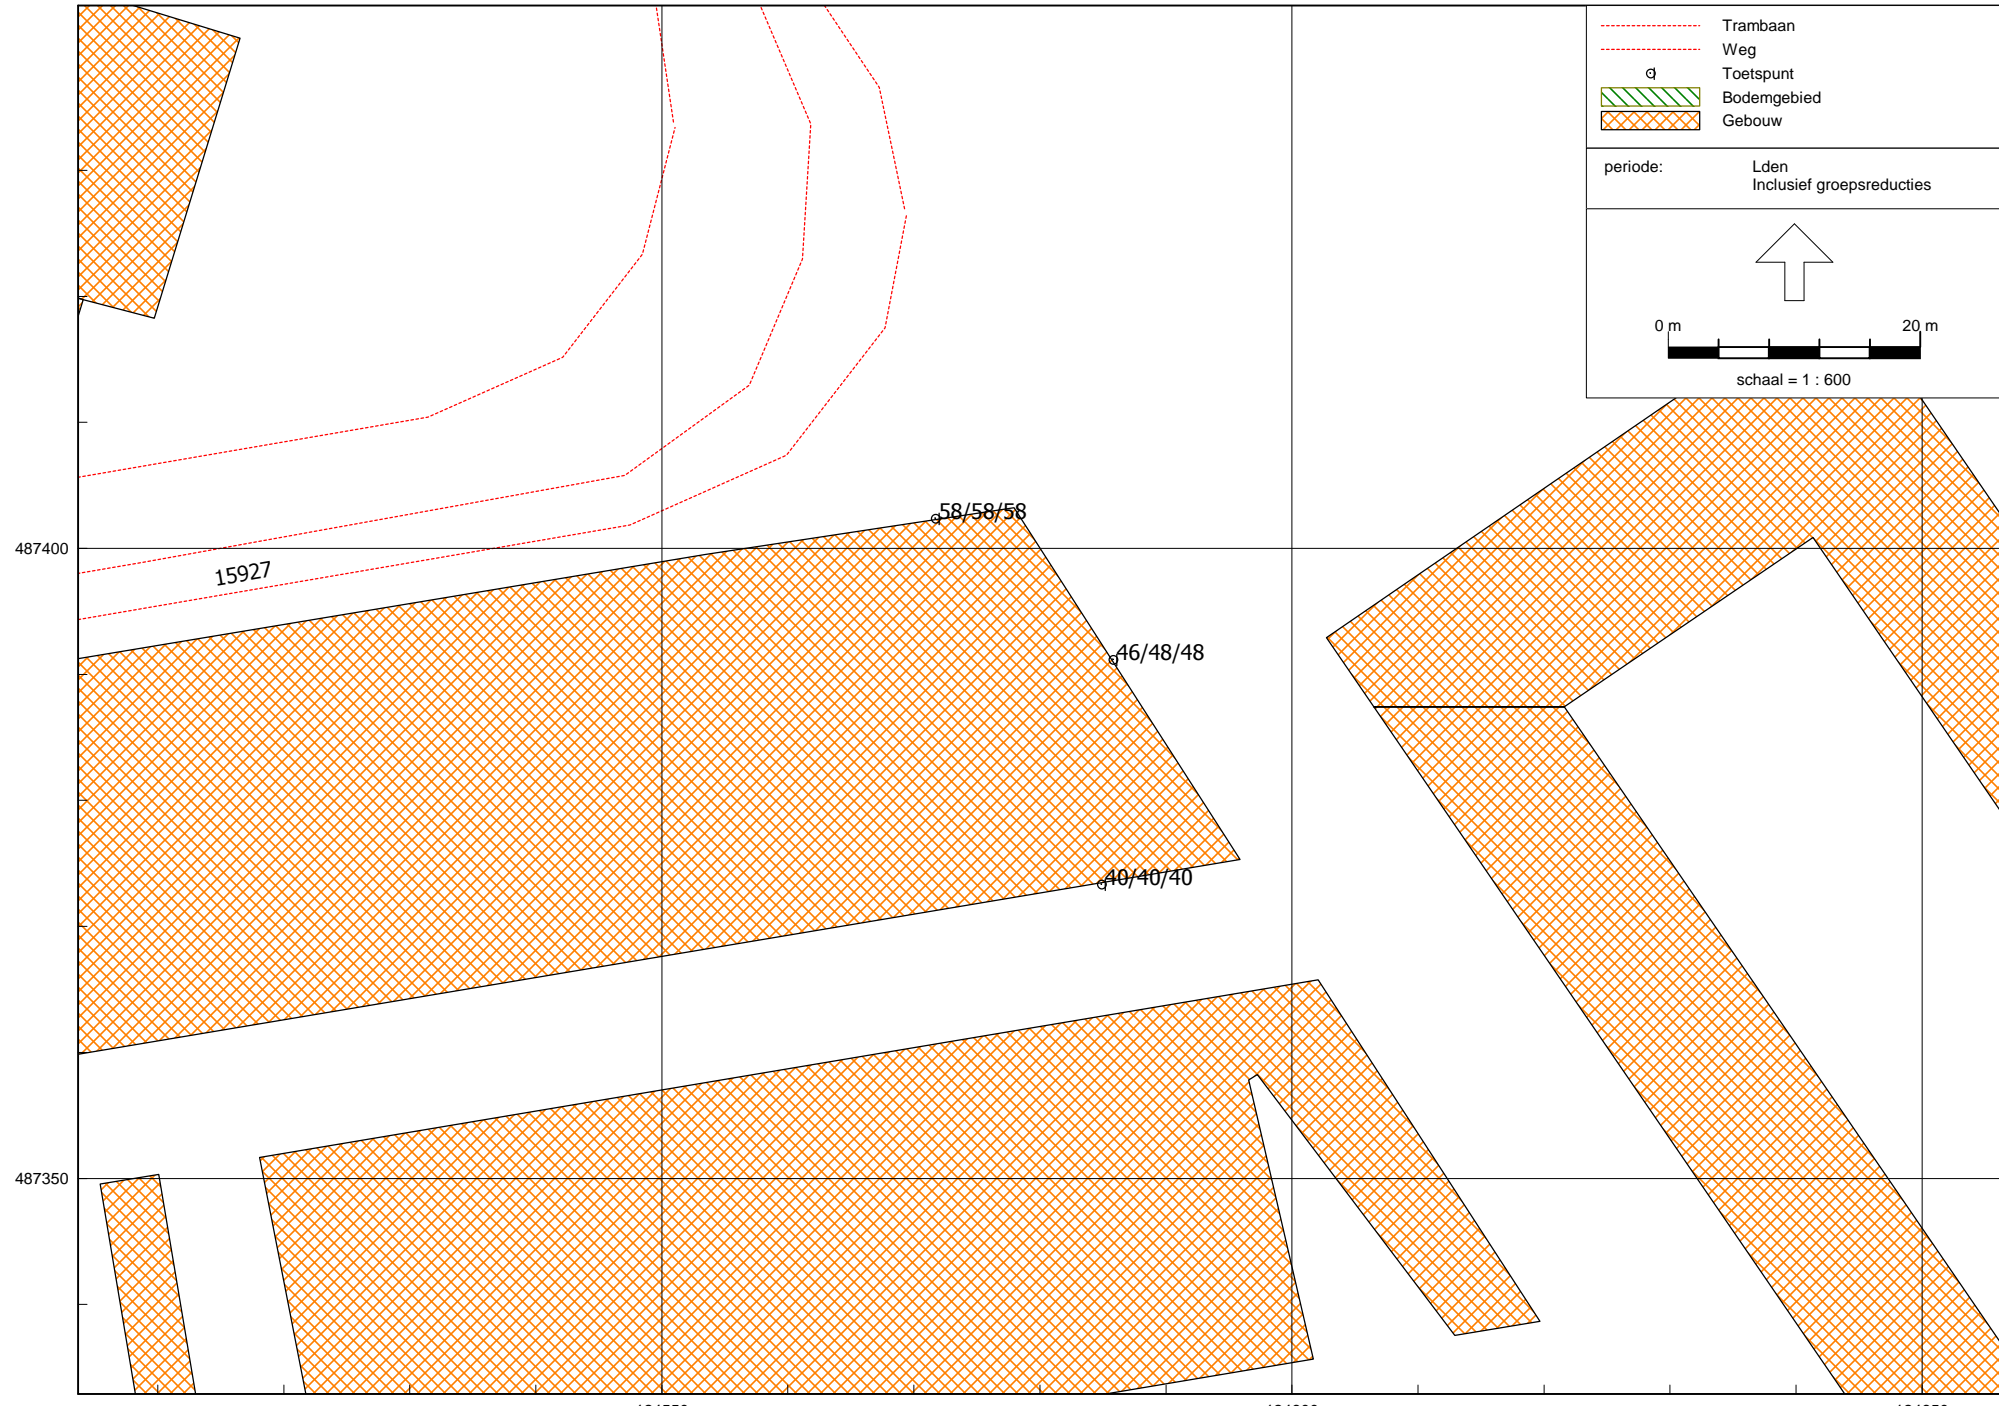 Trambaan
Weg
Toetspunt
Bodemgebied
Gebouw
periode: Lden
Inclusief groepsreducties
0 m 20 m
schaal = 1 : 600
58/58/58
487400
15927
46/48/48
40/40/40
487350